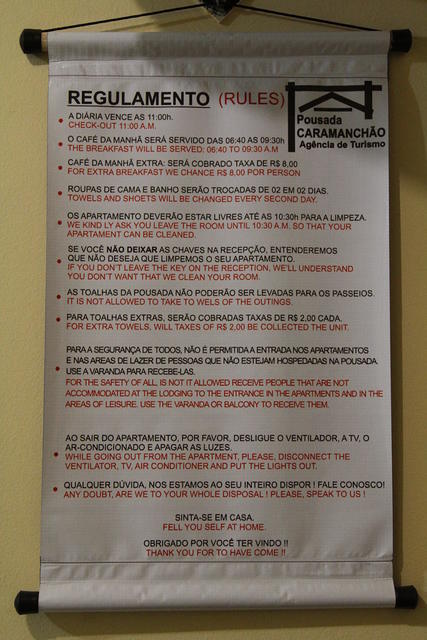 REGULAMENTO (RULES)
Pousada
CARAMANCHÃO
Agência de Turismo
A DIÁRIA VENCE AS 11:00h.
CHECK-OUT 11:00 A.M.
O CAFÉ DA MANHÃ SERÁ SERVIDO DAS 06:40 AS 09:30h
THE BREAKFAST WILL BE SERVED: 06:40 TO 09:30 A.M
CAFÉ DA MANHÃ EXTRA: SERÁ COBRADO TAXA DE R$ 8,00
FOR EXTRA BREAKFAST WE CHANCE R$ 8,00 POR PERSON
ROUPAS DE CAMA E BANHO SERÃO TROCADAS DE 02 EM 02 DIAS.
TOWELS AND SHOETS WILL BE CHANGED EVERY SECOND DAY.
OS APARTAMENTO DEVERÃO ESTAR LIVRES ATÉ AS 10:30h PARA A LIMPEZA.
WE KIND LY ASK YOU LEAVE THE ROOM UNTIL 10:30 A.M. SO THAT YOUR
APARTAMENT CAN BE CLEANED.
SE VOCÊ NÃO DEIXAR AS CHAVES NA RECEPÇÃO, ENTENDEREMOS
QUE NÃO DESEJA QUE LIMPEMOS O SEU APARTAMENTO.
IF YOU DON'T LEAVE THE KEY ON THE RECEPTION, WE'LL UNDERSTAND
YOU DON'T WANT THAT WE CLEAN YOUR ROOM.
AS TOALHAS DA POUSADA NÃO PODERÃO SER LEVADAS PARA OS PASSEIOS.
IT IS NOT ALLOWED TO TAKE TO WELS OF THE OUTINGS.
PARA TOALHAS EXTRAS, SERÃO COBRADAS TAXAS DE R$ 2,00 CADA.
FOR EXTRA TOWELS, WILL TAXES OF R$ 2,00 BE COLLECTED THE UNIT.
PARA A SEGURANÇA DE TODOS, NÃO É PERMITIDA A ENTRADA NOS APARTAMENTOS
E NAS ÁREAS DE LAZER DE PESSOAS QUE NÃO ESTEJAM HOSPEDADAS NA POUSADA.
USE A VARANDA PARA RECEBE-LAS.
FOR THE SAFETY OF ALL, IS NOT IT ALLOWED RECEIVE PEOPLE THAT ARE NOT
ACCOMMODATED AT THE LODGING TO THE ENTRANCE IN THE APARTMENTS AND IN THE
AREAS OF LEISURE. USE THE VARANDA OR BALCONY TO RECEIVE THEM.
AO SAIR DO APARTAMENTO, POR FAVOR, DESLIGUE O VENTILADOR, A TV, O
AR-CONDICIONADO E APAGAR AS LUZES.
WHILE GOING OUT FROM THE APARTMENT, PLEASE, DISCONNECT THE
VENTILATOR, TV, AIR CONDITIONER AND PUT THE LIGHTS OUT.
QUALQUER DÚVIDA, NOS ESTAMOS AO SEU INTEIRO DISPOR ! FALE CONOSCO!
ANY DOUBT, ARE WE TO YOUR WHOLE DISPOSAL ! PLEASE, SPEAK TO US !
SINTA-SE EM CASA,
FELL YOU SELF AT HOME.
OBRIGADO POR VOCÊ TER VINDO !!
THANK YOU FOR TO HAVE COME !!